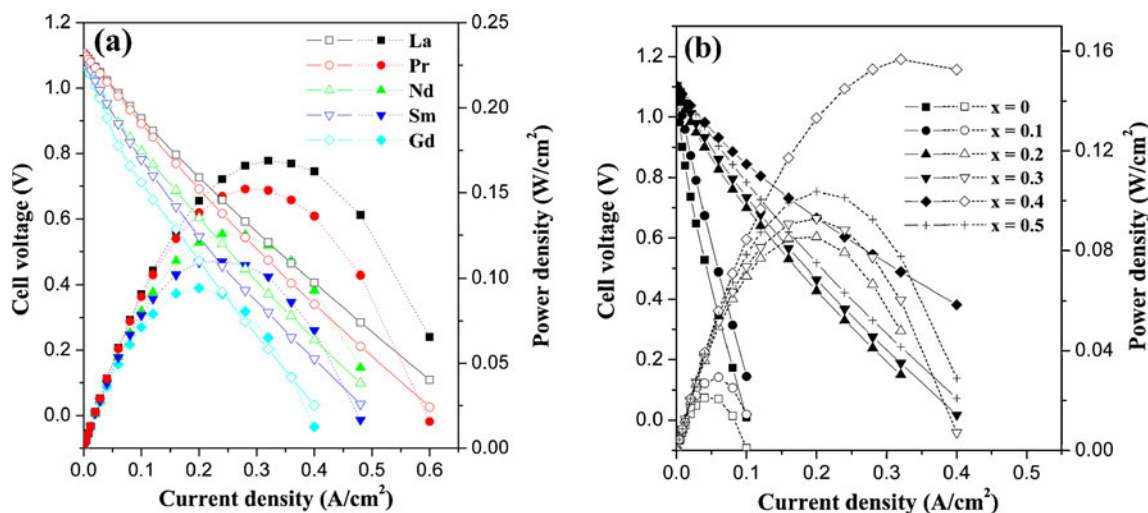 (a)
La
Pr
Nd
Sm
Gd
Cell voltage (V)
1.2
1.0
0.8
0.6
0.4
0.2
0.0
0.25
0.20
0.15
0.10
0.05
0.00
Power density (W/cm²)
0.0 0.1 0.2 0.3 0.4 0.5 0.6
Current density (A/cm²)
(b)
x = 0
x = 0.1
x = 0.2
x = 0.3
x = 0.4
x = 0.5
Cell voltage (V)
1.2
1.0
0.8
0.6
0.4
0.2
0.0
0.16
0.12
0.08
0.04
0.00
Power density (W/cm²)
0.0 0.1 0.2 0.3 0.4 0.5
Current density (A/cm²)